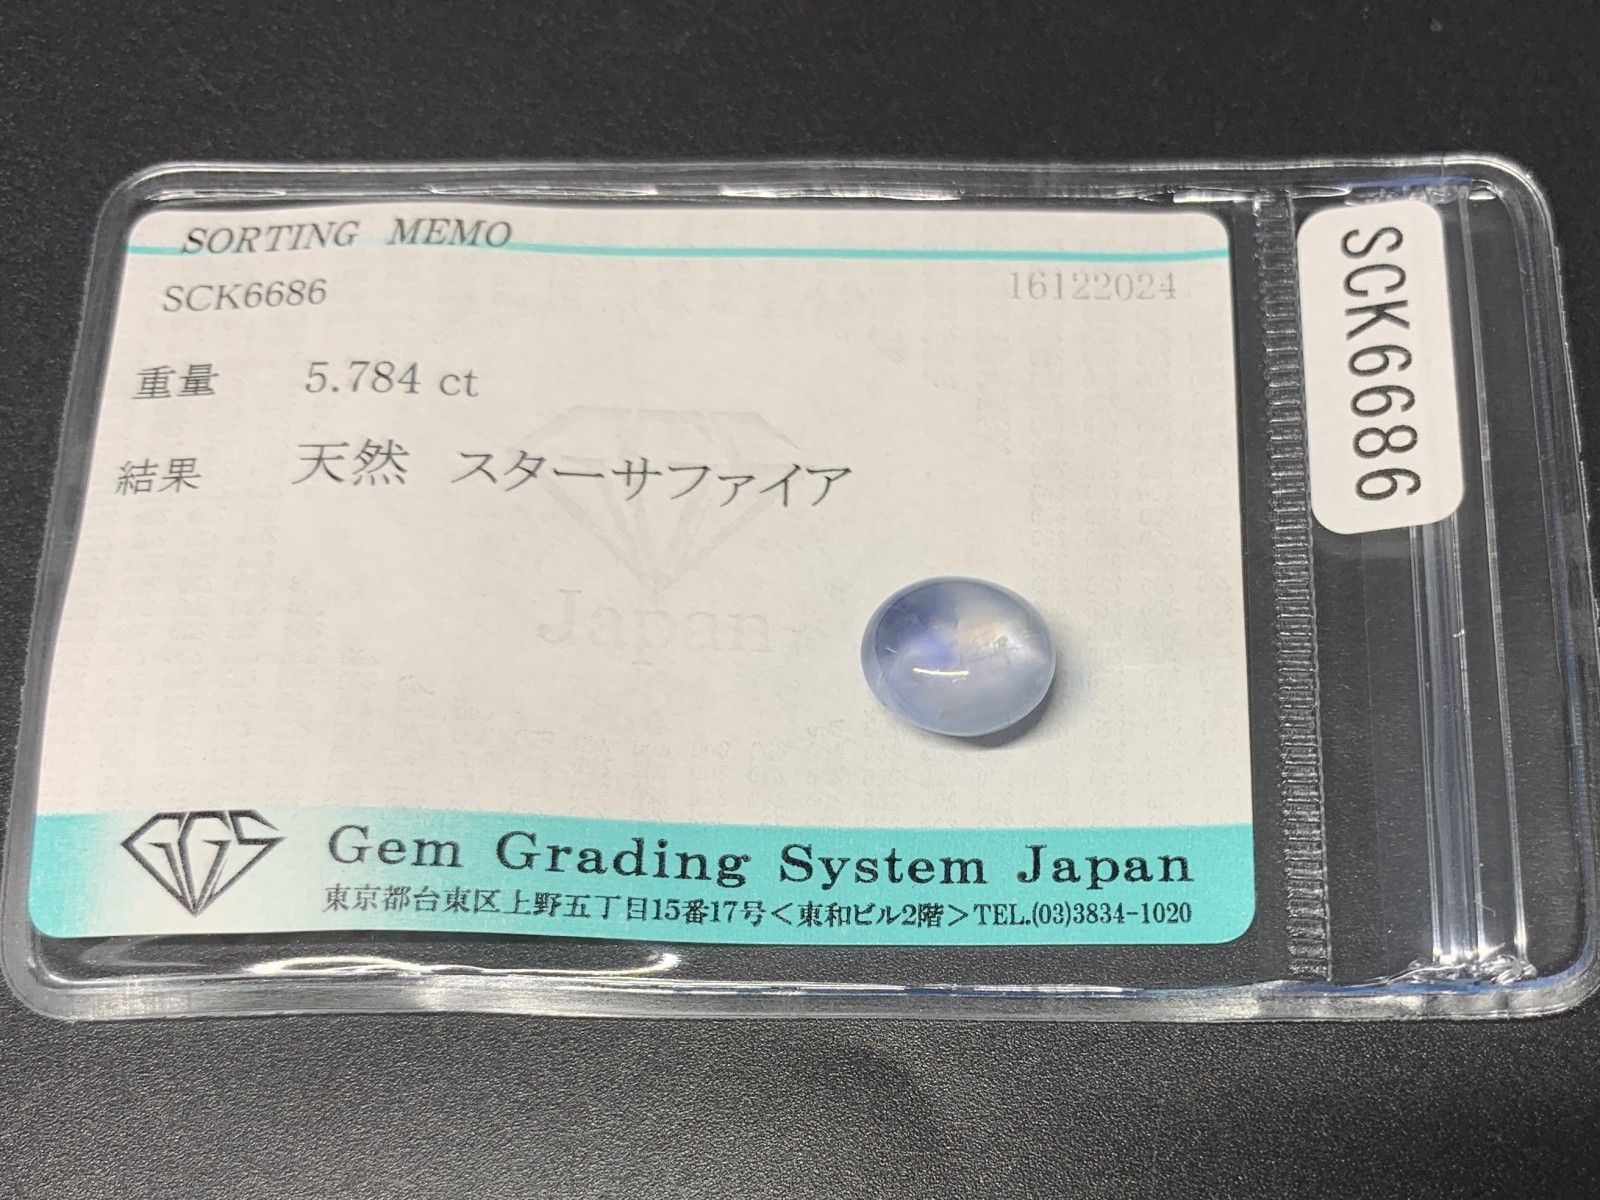 SORTING MEMO
SCK6686
16122024
重量 5.784 ct
結果 天然 スターサファイア
Japan
GGS
Gem Grading System Japan
東京都台東区上野五丁目15番17号＜東和ビル2階＞TEL.(03)3834-1020
SCK6686